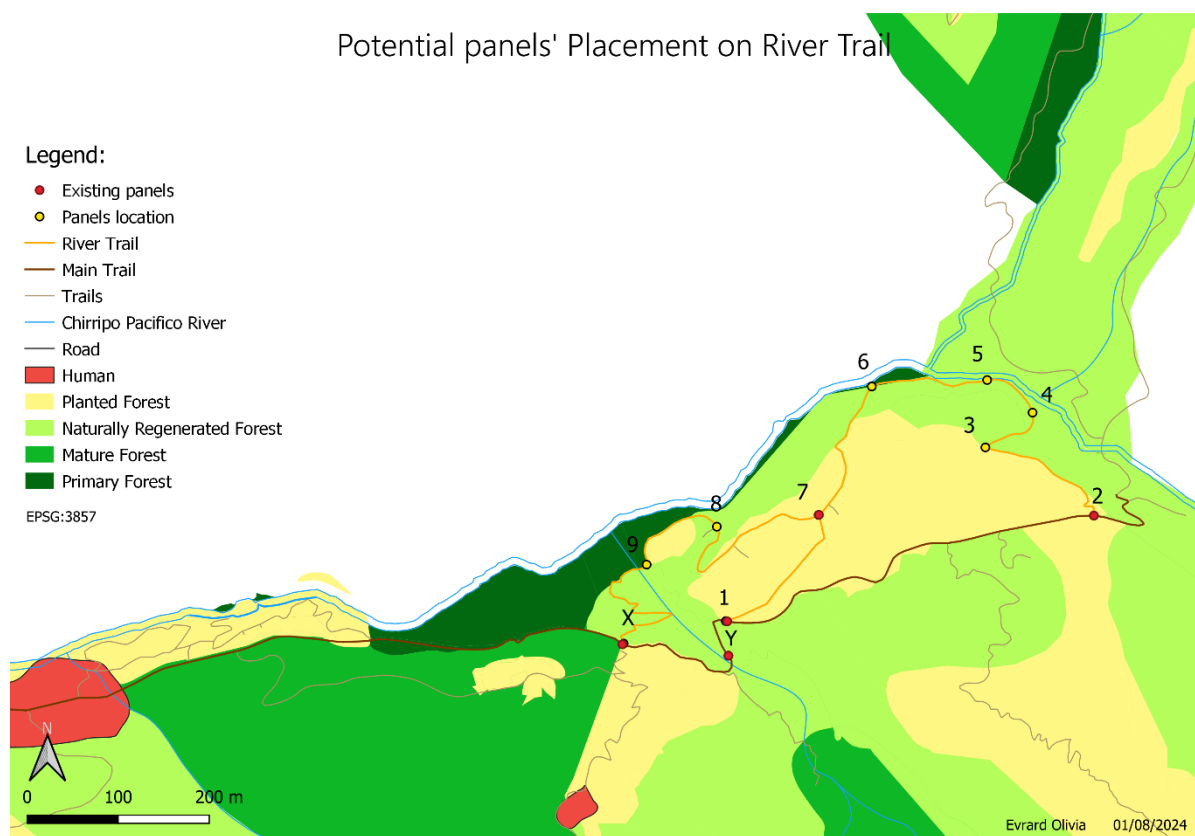 Potential panels' Placement on River Trail
Legend:
Existing panels
Panels location
River Trail
Main Trail
Trails
Chirripo Pacifico River
Road
Human
Planted Forest
Naturally Regenerated Forest
Mature Forest
Primary Forest
EPSG:3857
6
5
4
3
2
7
8
9
1
X
Y
N
0 100 200 m
Evrard Olivia 01/08/2024